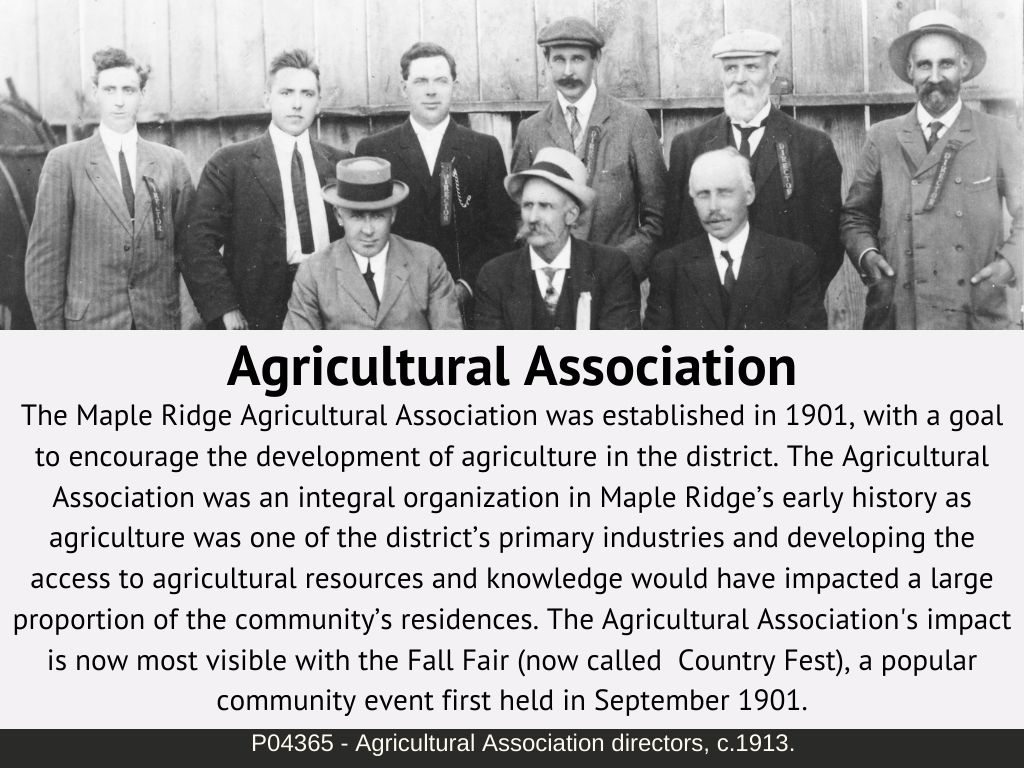 DIRECTOR
DIRECTOR
DIRECTOR
Agricultural Association
The Maple Ridge Agricultural Association was established in 1901, with a goal
to encourage the development of agriculture in the district. The Agricultural
Association was an integral organization in Maple Ridge’s early history as
agriculture was one of the district’s primary industries and developing the
access to agricultural resources and knowledge would have impacted a large
proportion of the community’s residences. The Agricultural Association's impact
is now most visible with the Fall Fair (now called  Country Fest), a popular
community event first held in September 1901.
P04365 - Agricultural Association directors, c.1913.